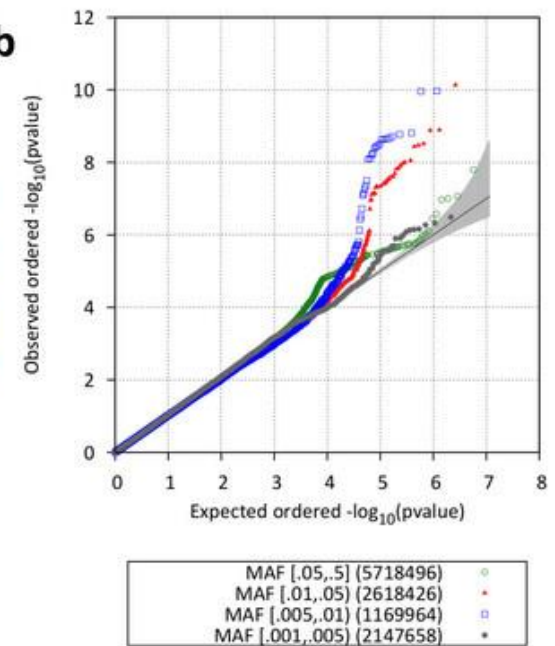 b
12
10
8
6
4
2
0
Observed ordered -log10(pvalue)
0 1 2 3 4 5 6 7 8
Expected ordered -log10(pvalue)
MAF [.05,.5] (5718496)
MAF [.01,.05) (2618426)
MAF [.005,.01) (1169964)
MAF [.001,.005) (2147658)